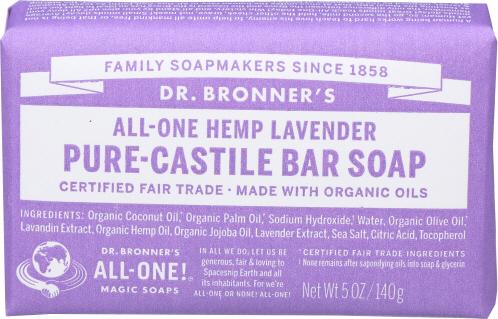 FAMILY SOAPMAKERS SINCE 1858
DR. BRONNER'S
ALL-ONE HEMP LAVENDER
PURE-CASTILE BAR SOAP
CERTIFIED FAIR TRADE · MADE WITH ORGANIC OILS
INGREDIENTS: Organic Coconut Oil,* Organic Palm Oil,* Sodium Hydroxide,† Water, Organic Olive Oil,*
Lavandin Extract, Organic Hemp Oil, Organic Jojoba Oil, Lavender Extract, Sea Salt, Citric Acid, Tocopherol
DR. BRONNER'S
ALL-ONE!®
MAGIC SOAPS
IN ALL WE DO, LET US BE
generous, fair & loving to
Spaceship Earth and all
its inhabitants. For we're
ALL-ONE OR NONE! ALL-ONE!
*CERTIFIED FAIR TRADE INGREDIENTS
† None remains after saponifying oils into soap & glycerin
Net Wt 5 OZ/140g